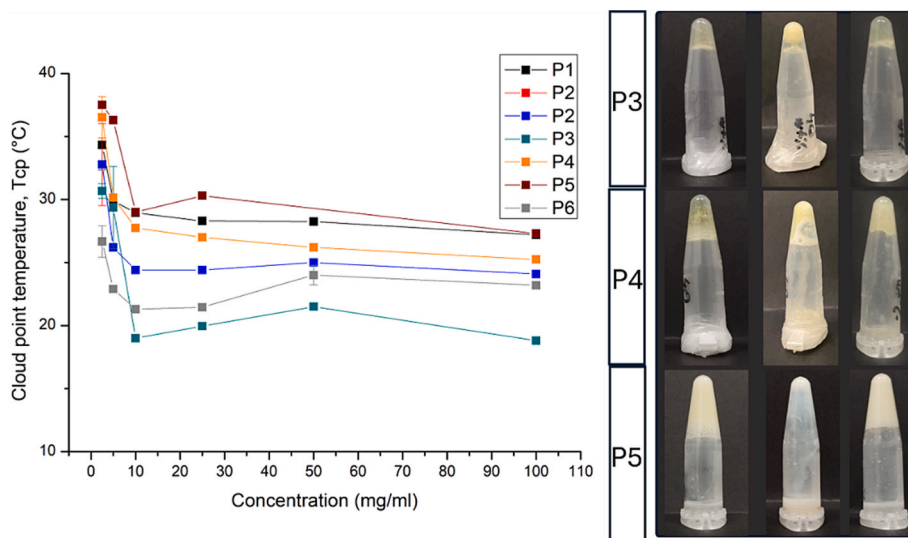 Cloud point temperature, Tcp (°C)
40
30
20
10
0 10 20 30 40 50 60 70 80 90 100 110
Concentration (mg/ml)
P1
P2
P2
P3
P4
P5
P6
P3
P4
P5